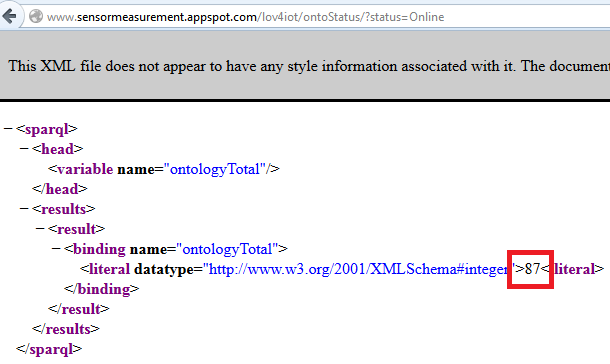 www.sensormeasurement.appspot.com/lov4iot/ontoStatus/?status=Online
This XML file does not appear to have any style information associated with it. The document
−<sparql>
−<head>
<variable name="ontologyTotal"/>
</head>
−<results>
−<result>
−<binding name="ontologyTotal">
<literal datatype="http://www.w3.org/2001/XMLSchema#integer">87</literal>
</binding>
</result>
</results>
</sparql>